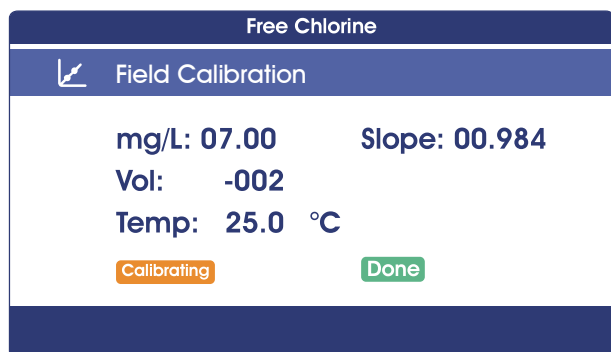 Free Chlorine
Field Calibration
mg/L: 07.00 Slope: 00.984
Vol: -002
Temp: 25.0 °C
Calibrating Done